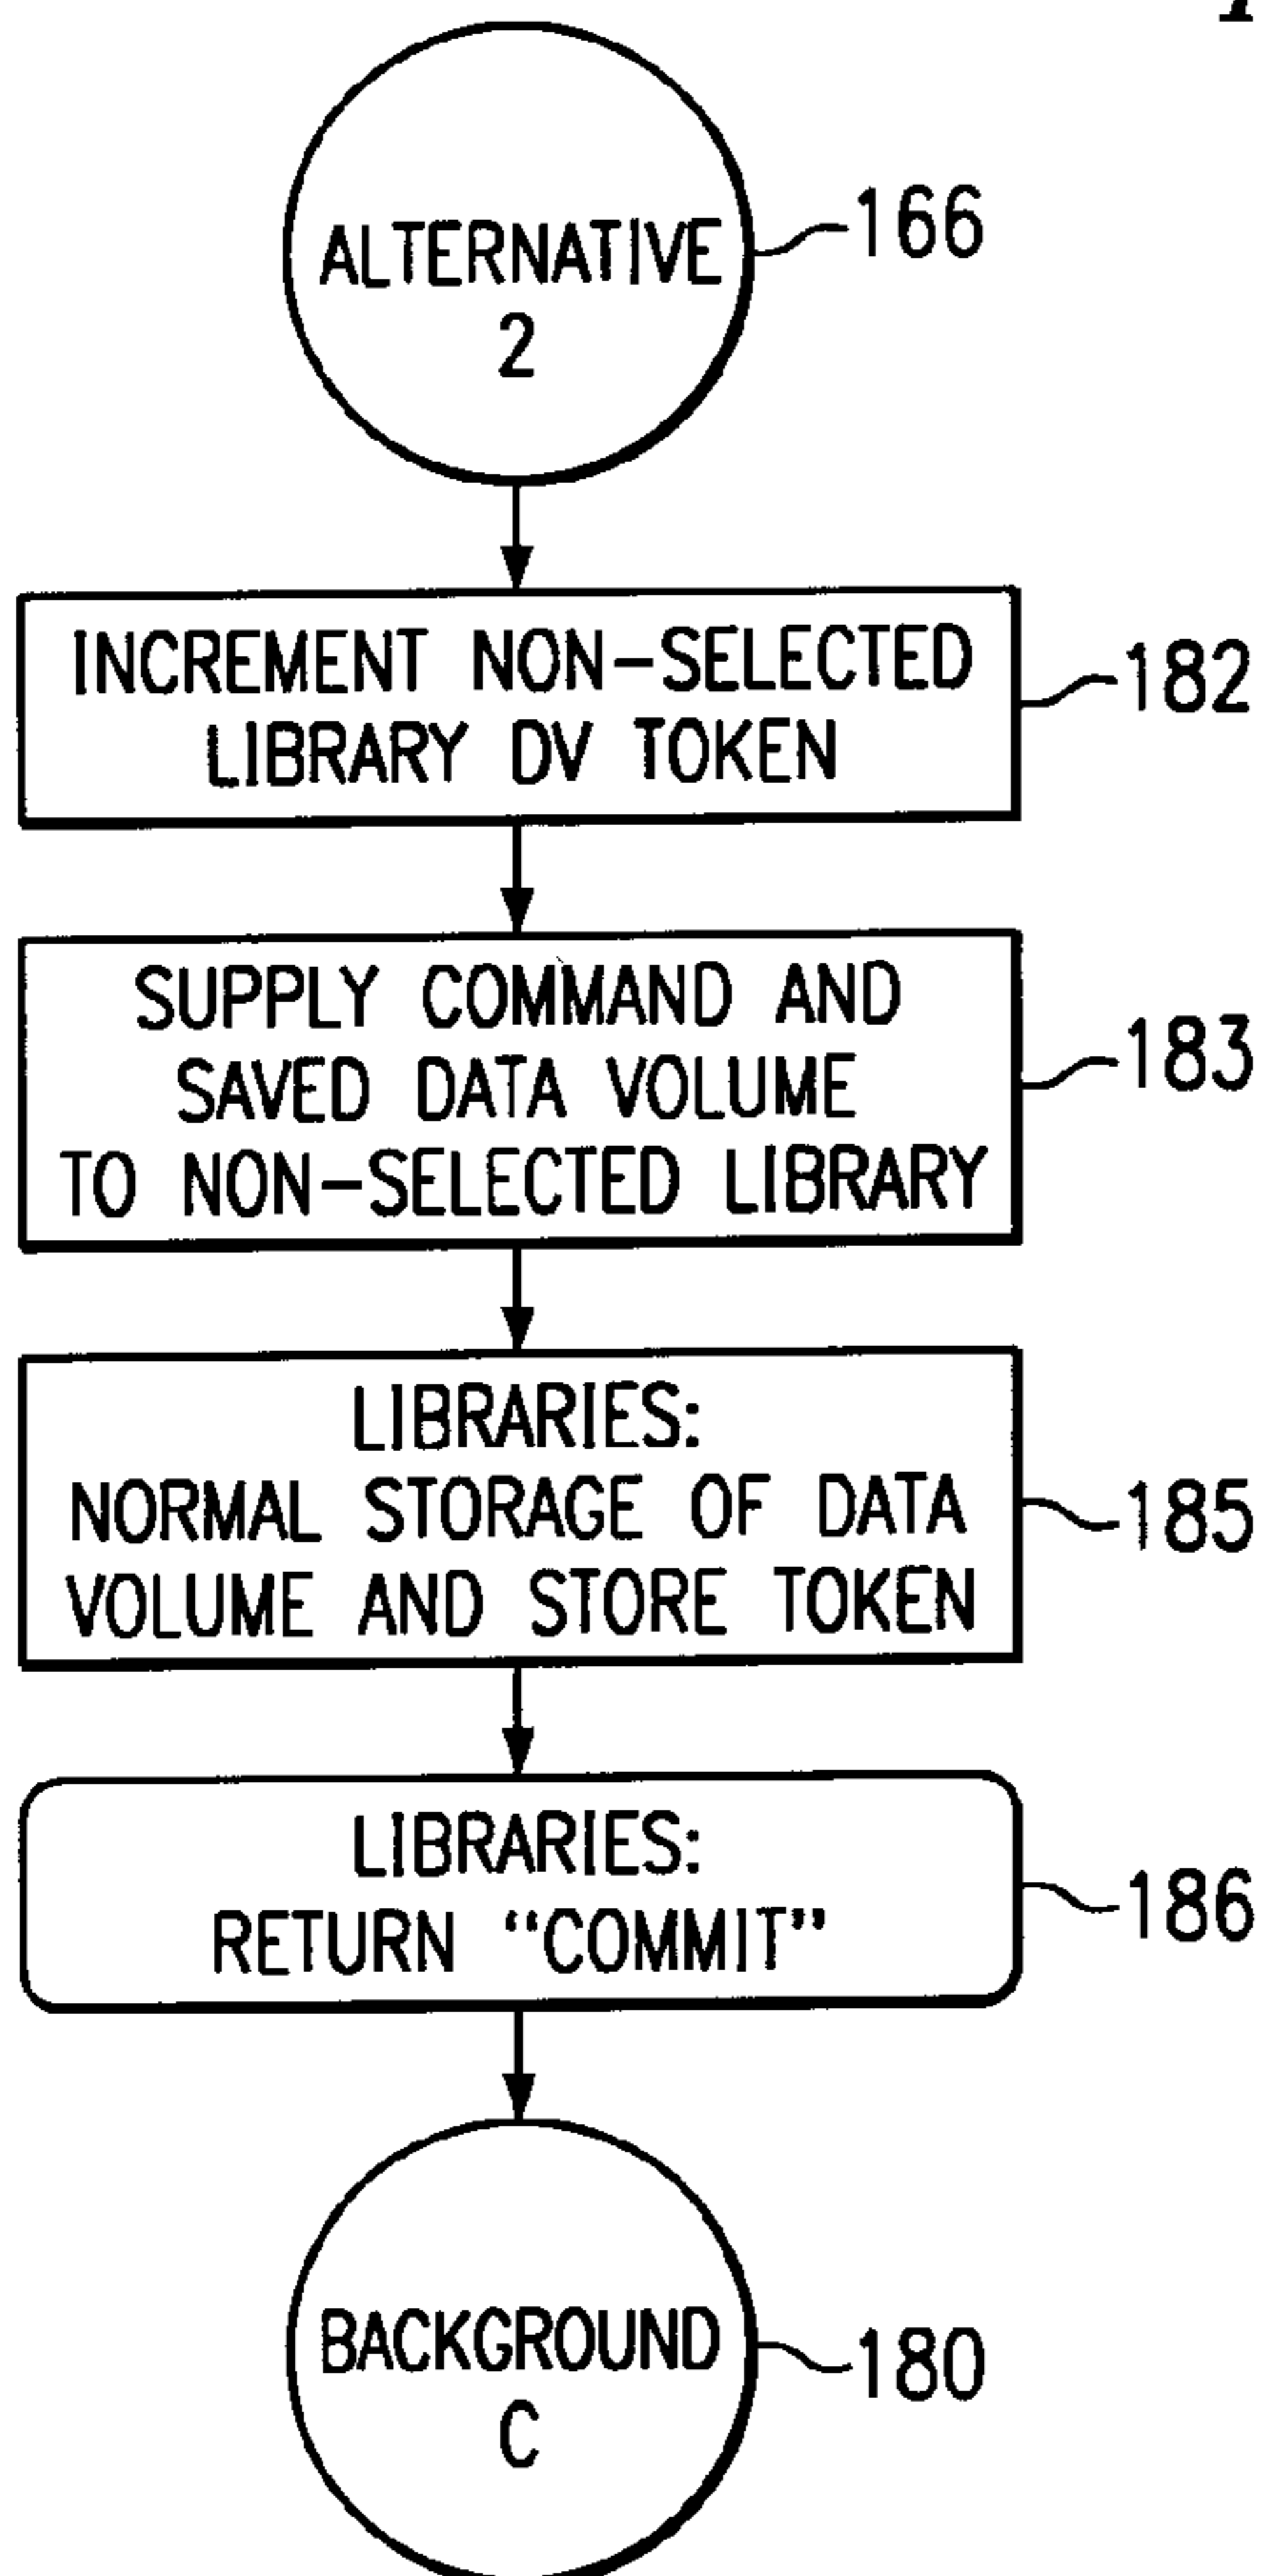 ALTERNATIVE
2
166
INCREMENT NON-SELECTED
LIBRARY DV TOKEN
182
SUPPLY COMMAND AND
SAVED DATA VOLUME
TO NON-SELECTED LIBRARY
183
LIBRARIES:
NORMAL STORAGE OF DATA
VOLUME AND STORE TOKEN
185
LIBRARIES:
RETURN “COMMIT”
186
BACKGROUND
C
180